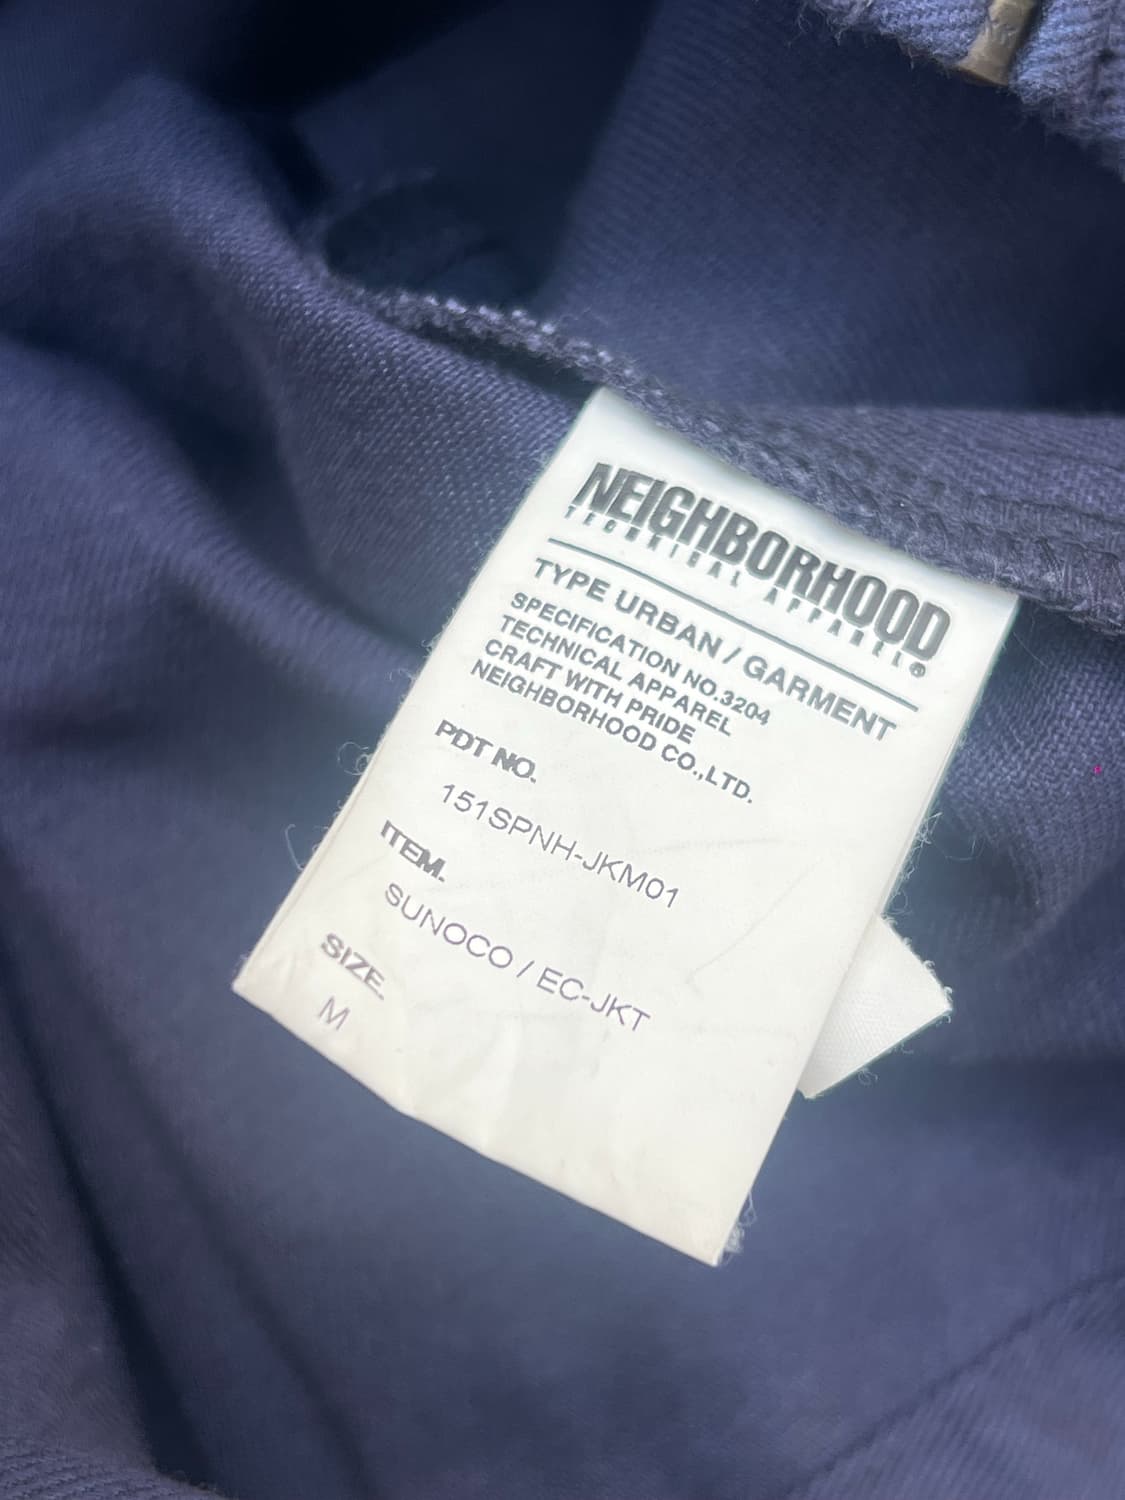 NEIGHBORHOOD
TECHNICAL APPAREL®
TYPE URBAN / GARMENT
SPECIFICATION NO.3204
TECHNICAL APPAREL
CRAFT WITH PRIDE
NEIGHBORHOOD CO.,LTD.
PDT NO.
151SPNH-JKM01
ITEM.
SUNOCO / EC-JKT
SIZE.
M